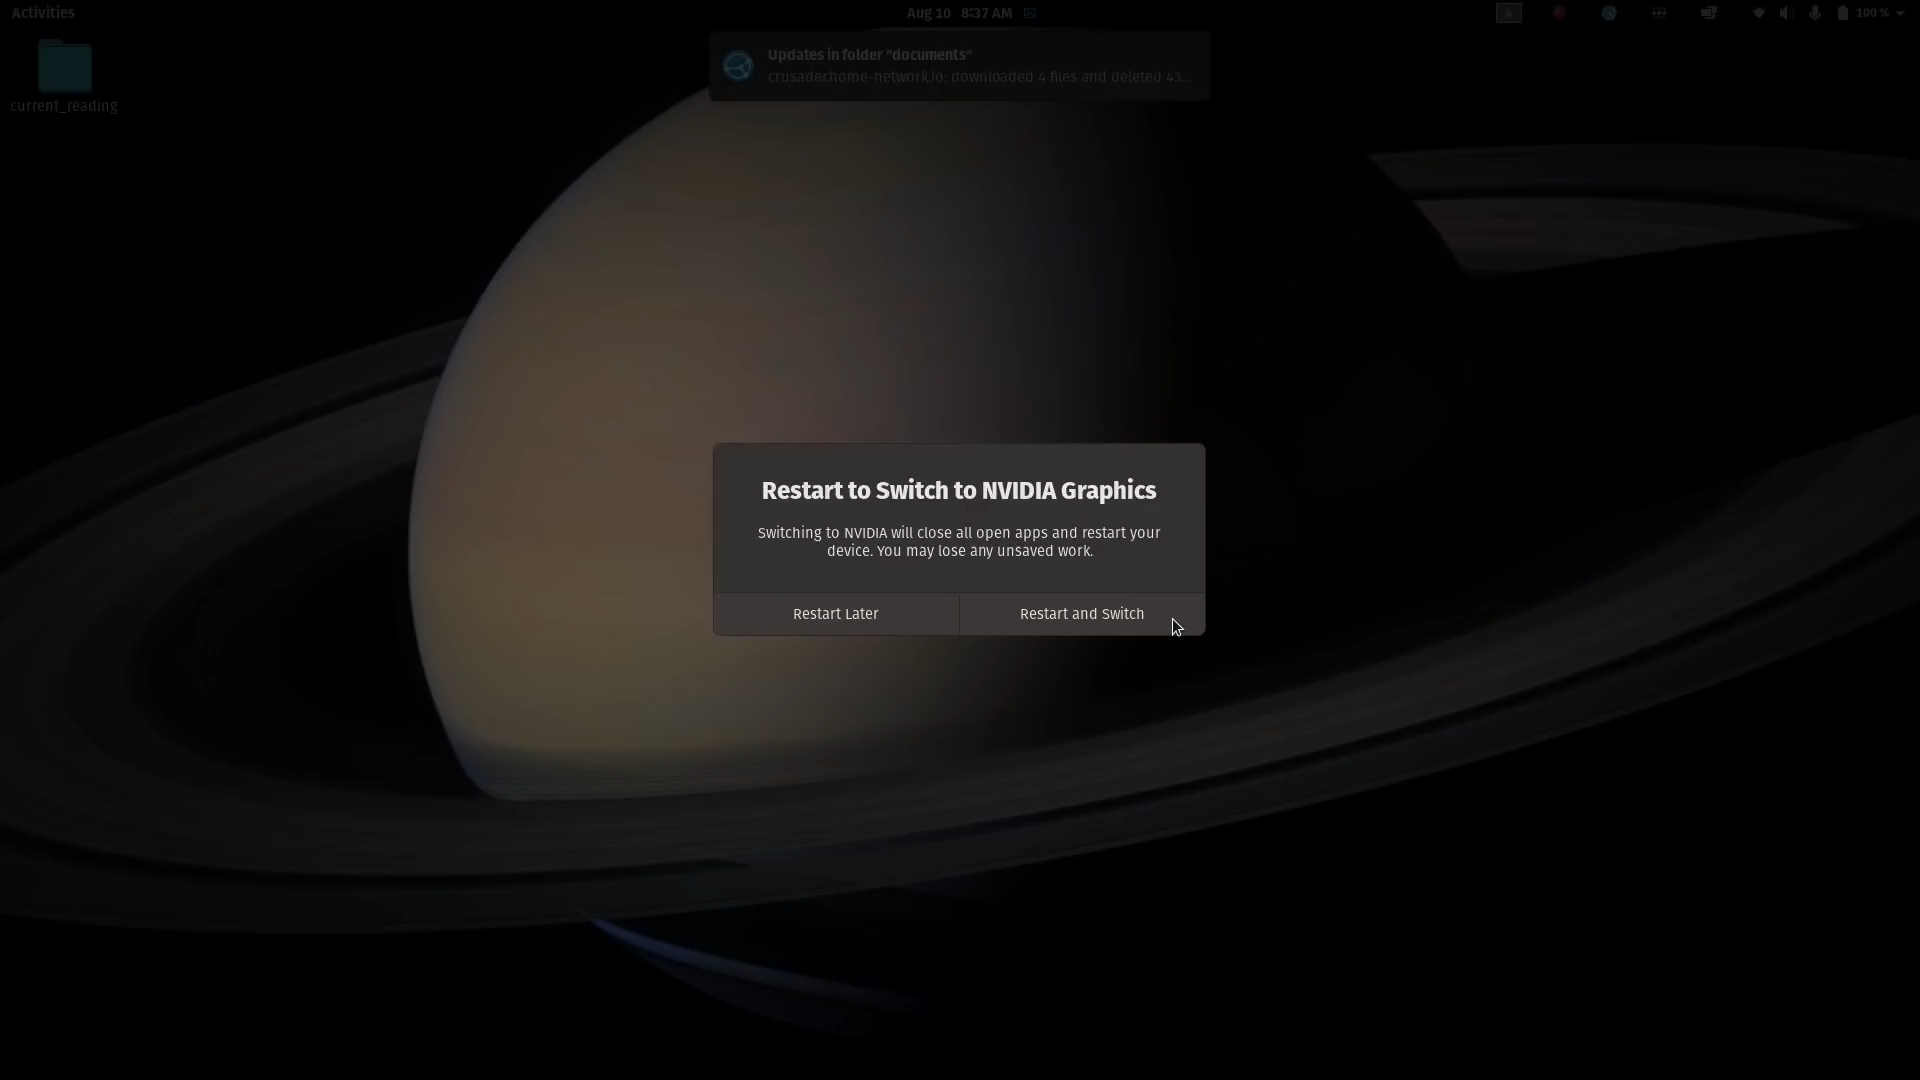 Activities
Aug 10 8:37 AM
100 %
Updates in folder "documents"
crusader.home-network.io: downloaded 4 files and deleted 43...
current_reading
Restart to Switch to NVIDIA Graphics
Switching to NVIDIA will close all open apps and restart your
device. You may lose any unsaved work.
Restart Later
Restart and Switch